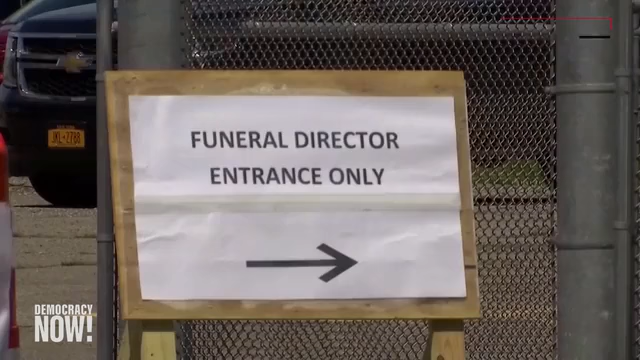 FUNERAL DIRECTOR
ENTRANCE ONLY
DEMOCRACY
NOW!